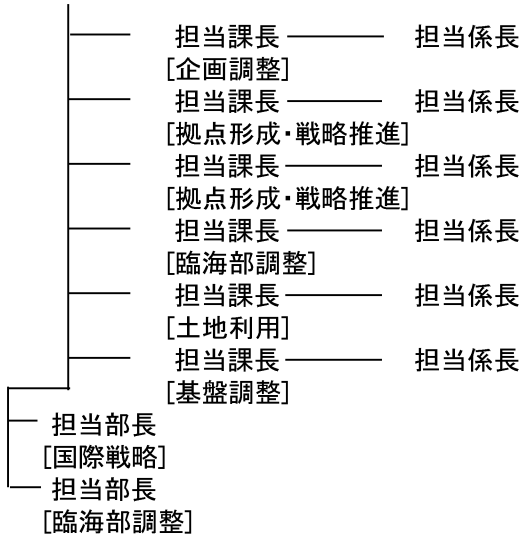 担当課長 担当係長
[企画調整]
担当課長 担当係長
[拠点形成・戦略推進]
担当課長 担当係長
[拠点形成・戦略推進]
担当課長 担当係長
[臨海部調整]
担当課長 担当係長
[土地利用]
担当課長 担当係長
[基盤調整]
担当部長
[国際戦略]
担当部長
[臨海部調整]